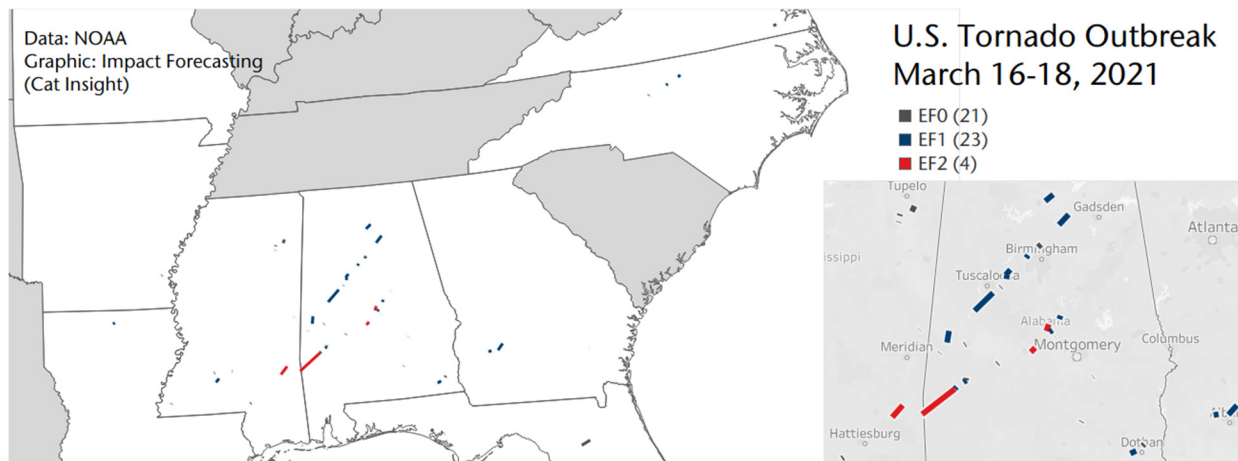 Data: NOAA
Graphic: Impact Forecasting
(Cat Insight)
U.S. Tornado Outbreak
March 16-18, 2021
EF0 (21)
EF1 (23)
EF2 (4)
Tupelo
Gadsden
Atlanta
Birmingham
issippi
Tuscaloosa
Alabama
Meridian
Montgomery
Columbus
Hattiesburg
Dothan